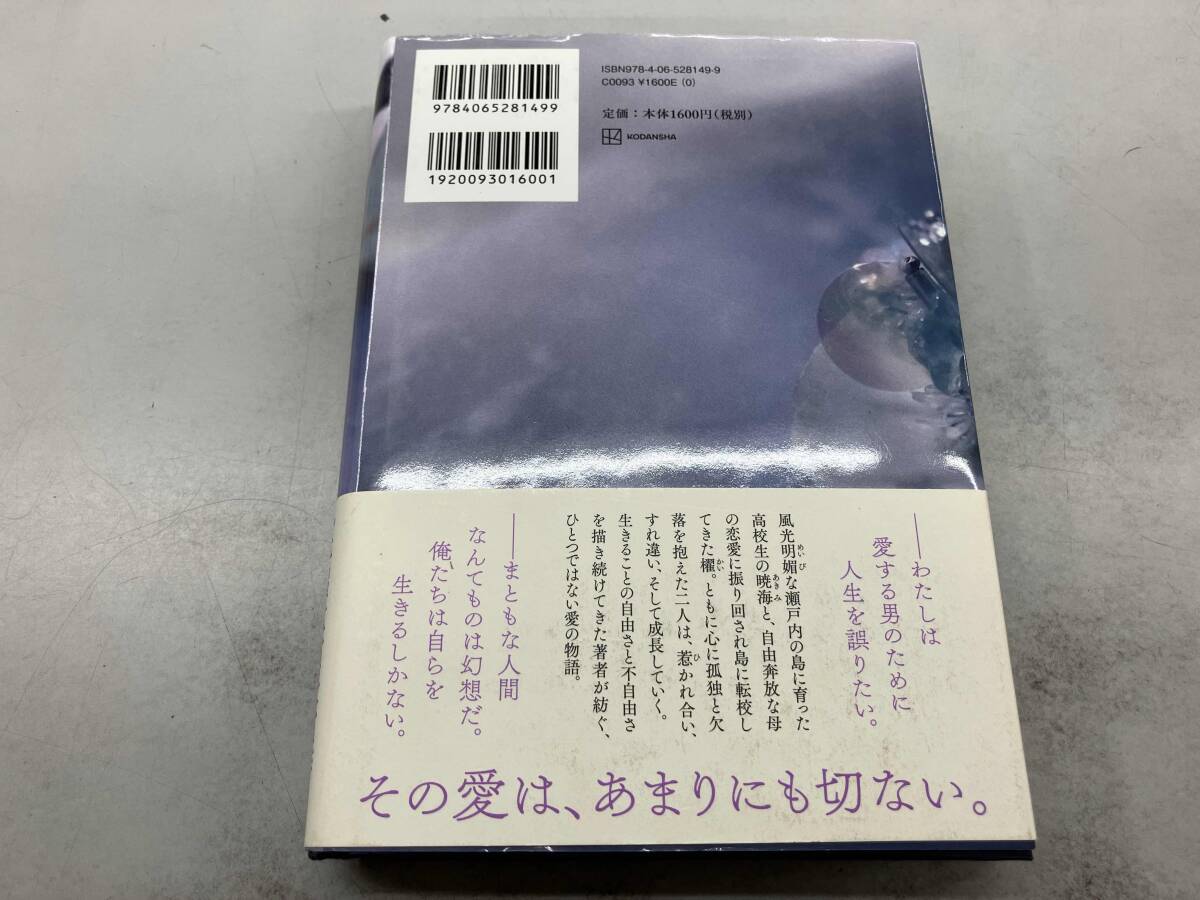 ISBN978-4-06-528149-9
C0093 ¥1600E (0)
定価：本体1600円（税別）
KODANSHA
9784065281499
1920093016001
――わたしは
愛する男のために
人生を誤りたい。
風光明媚な瀬戸内の島に育った
高校生の暁海と、自由奔放な母
の恋愛に振り回され島に転校し
てきた櫂。ともに心に孤独と欠
落を抱えた二人は、惹かれ合い、
すれ違い、そして成長していく。
生きることの自由さと不自由さ
を描き続けてきた著者が紡ぐ、
ひとつではない愛の物語。
――まともな人間
なんてものは幻想だ。
俺たちは自らを
生きるしかない。
その愛は、あまりにも切ない。